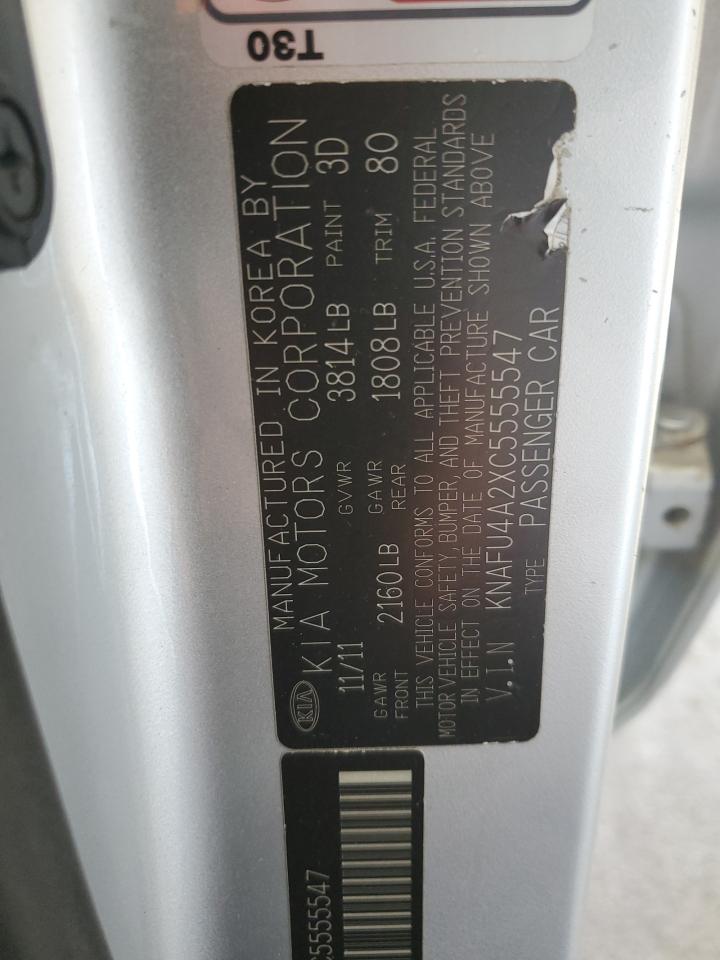 T30
KIA
MANUFACTURED IN KOREA BY
KIA MOTORS CORPORATION
11/11 GVWR 3814LB PAINT 3D
GAWR FRONT 2160LB GAWR REAR 1808LB TRIM 80
THIS VEHICLE CONFORMS TO ALL APPLICABLE U.S.A. FEDERAL
MOTOR VEHICLE SAFETY, BUMPER, AND THEFT PREVENTION STANDARDS
IN EFFECT ON THE DATE OF MANUFACTURE SHOWN ABOVE
V.I.N KNAFU4A2XC5555547
TYPE PASSENGER CAR
C5555547